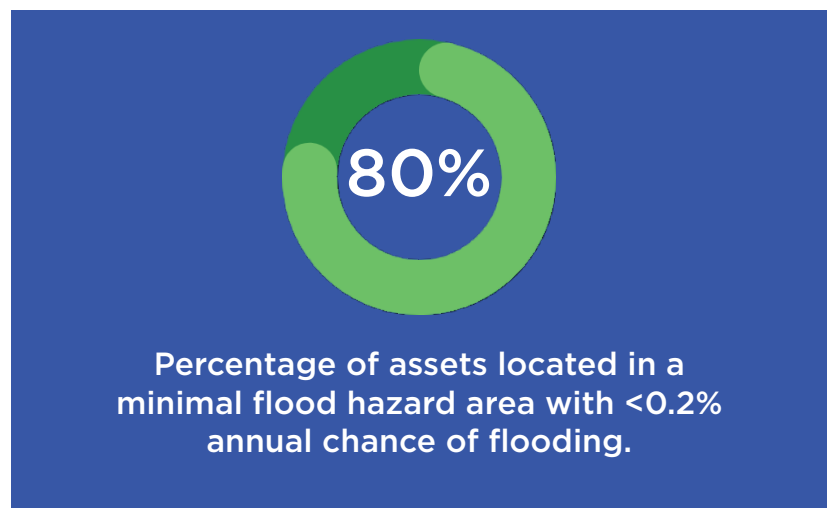 80%
Percentage of assets located in a
minimal flood hazard area with <0.2%
annual chance of flooding.